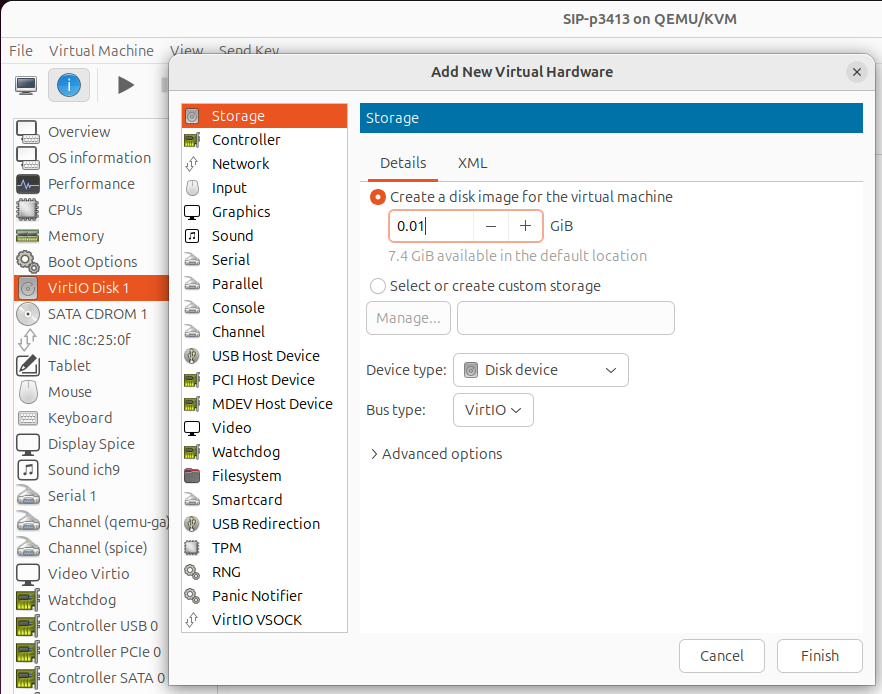 SIP-p3413 on QEMU/KVM
File Virtual Machine View Send Key
Add New Virtual Hardware
Overview
OS information
Performance
CPUs
Memory
Boot Options
VirtIO Disk 1
SATA CDROM 1
NIC :8c:25:0f
Tablet
Mouse
Keyboard
Display Spice
Sound ich9
Serial 1
Channel (qemu-ga)
Channel (spice)
Video Virtio
Watchdog
Controller USB 0
Controller PCIe 0
Controller SATA 0
Storage
Controller
Network
Input
Graphics
Sound
Serial
Parallel
Console
Channel
USB Host Device
PCI Host Device
MDEV Host Device
Video
Watchdog
Filesystem
Smartcard
USB Redirection
TPM
RNG
Panic Notifier
VirtIO VSOCK
Storage
Details XML
Create a disk image for the virtual machine
0.01 − + GiB
7.4 GiB available in the default location
Select or create custom storage
Manage...
Device type: Disk device
Bus type: VirtIO
Advanced options
Cancel Finish